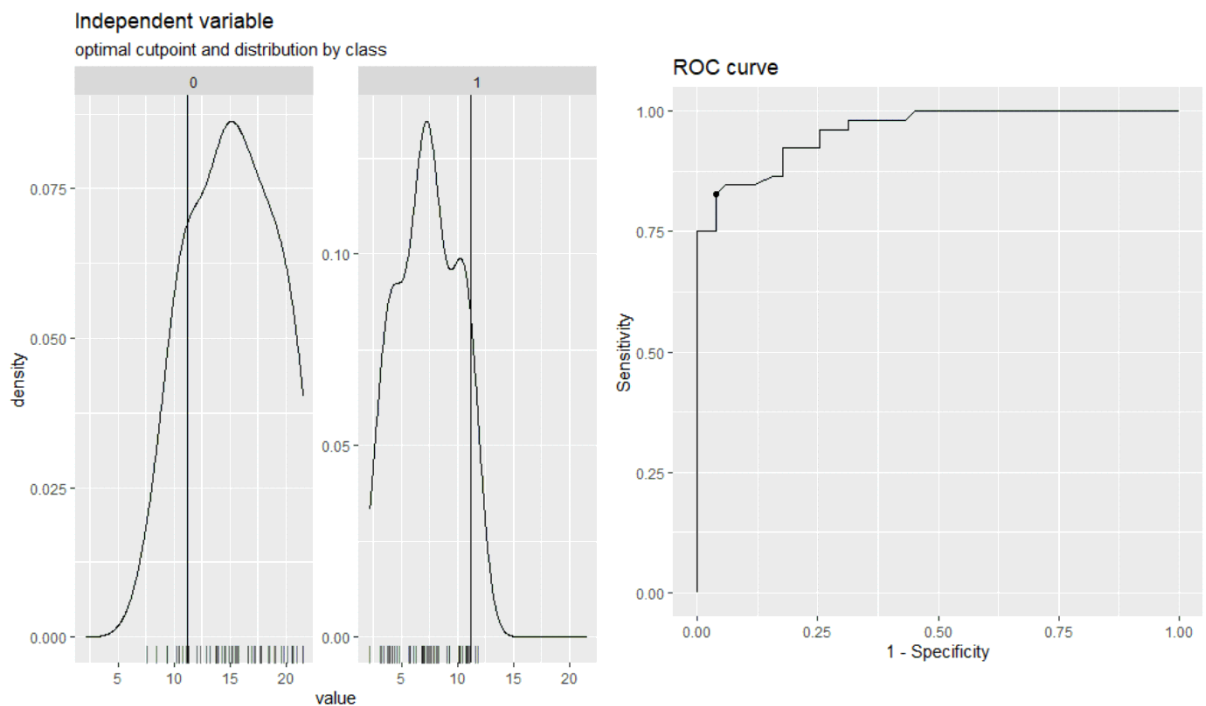 Independent variable
optimal cutpoint and distribution by class
0
1
density
0.075
0.050
0.025
0.000
0.10
0.05
0.00
5 10 15 20
5 10 15 20
value
ROC curve
Sensitivity
1.00
0.75
0.50
0.25
0.00
0.00 0.25 0.50 0.75 1.00
1 - Specificity